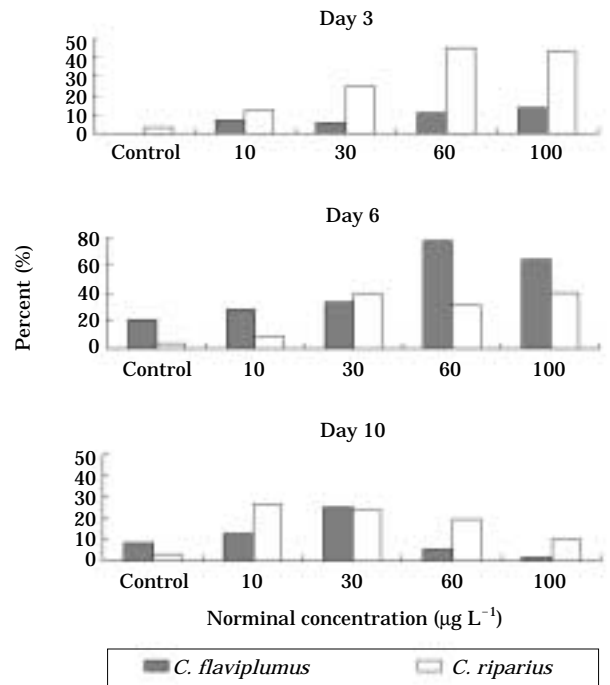 Day 3
50
40
30
20
10
0
Control 10 30 60 100
Day 6
Percent (%)
80
60
40
20
0
Control 10 30 60 100
Day 10
50
40
30
20
10
0
Control 10 30 60 100
Norminal concentration (μg L⁻¹)
C. flaviplumus C. riparius